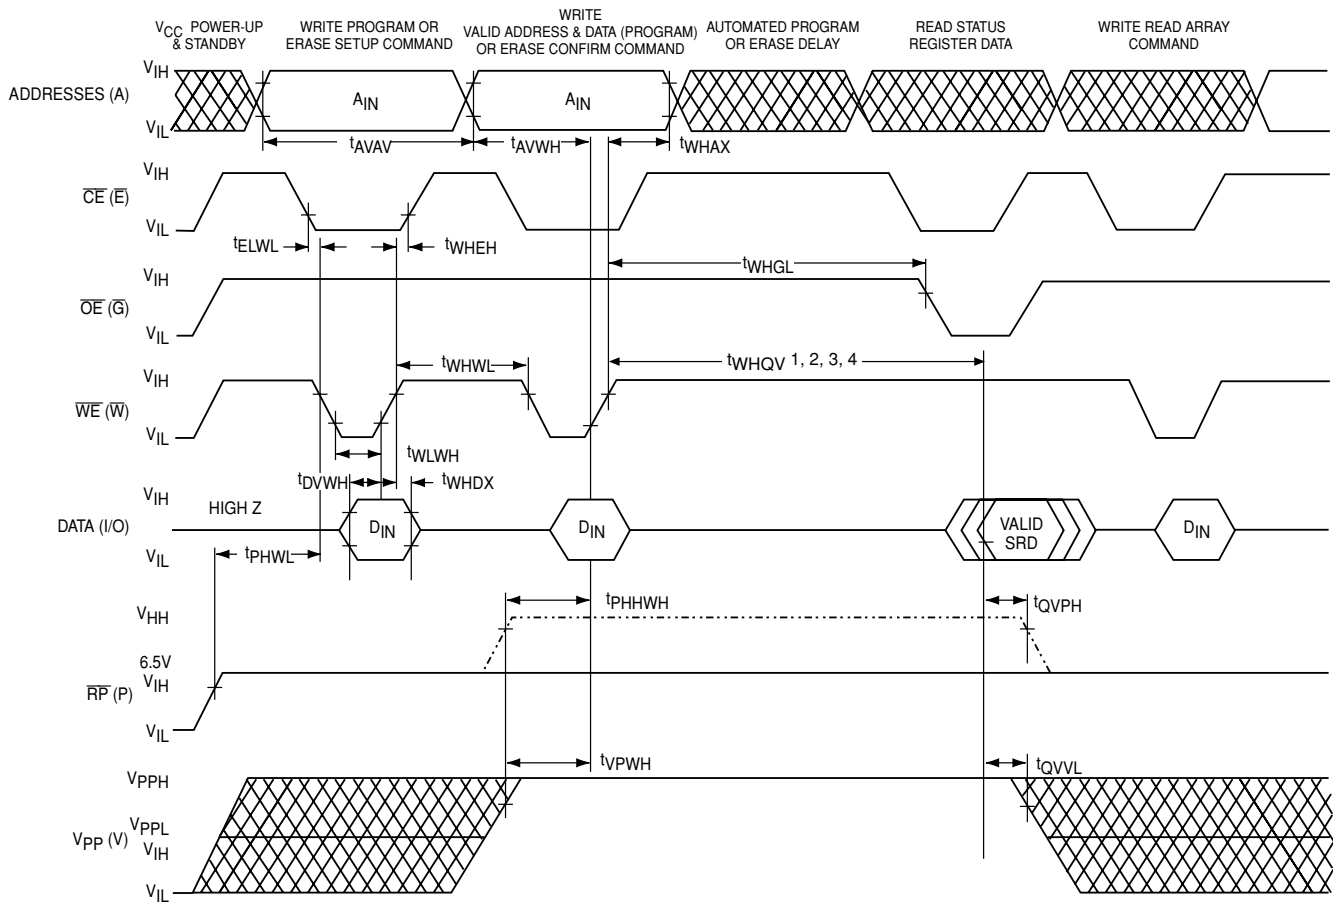 VCC POWER-UP
& STANDBY
WRITE PROGRAM OR
ERASE SETUP COMMAND
WRITE
VALID ADDRESS & DATA (PROGRAM)
OR ERASE CONFIRM COMMAND
AUTOMATED PROGRAM
OR ERASE DELAY
READ STATUS
REGISTER DATA
WRITE READ ARRAY
COMMAND
ADDRESSES (A)
VIH
VIL
AIN
AIN
tAVAV
tAVWH
tWHAX
C̅E̅ (E̅)
VIH
VIL
tELWL
tWHEH
tWHGL
O̅E̅ (G̅)
VIH
VIL
tWHWL
tWHQV 1, 2, 3, 4
W̅E̅ (W̅)
VIH
VIL
tWLWH
tDVWH
tWHDX
DATA (I/O)
VIH
VIL
HIGH Z
DIN
DIN
VALID
SRD
DIN
tPHWL
tPHHWH
tQVPH
VHH
6.5V
VIH
R̅P̅ (P)
VIL
tVPWH
tQVVL
VPPH
VPPL
VPP (V)
VIH
VIL